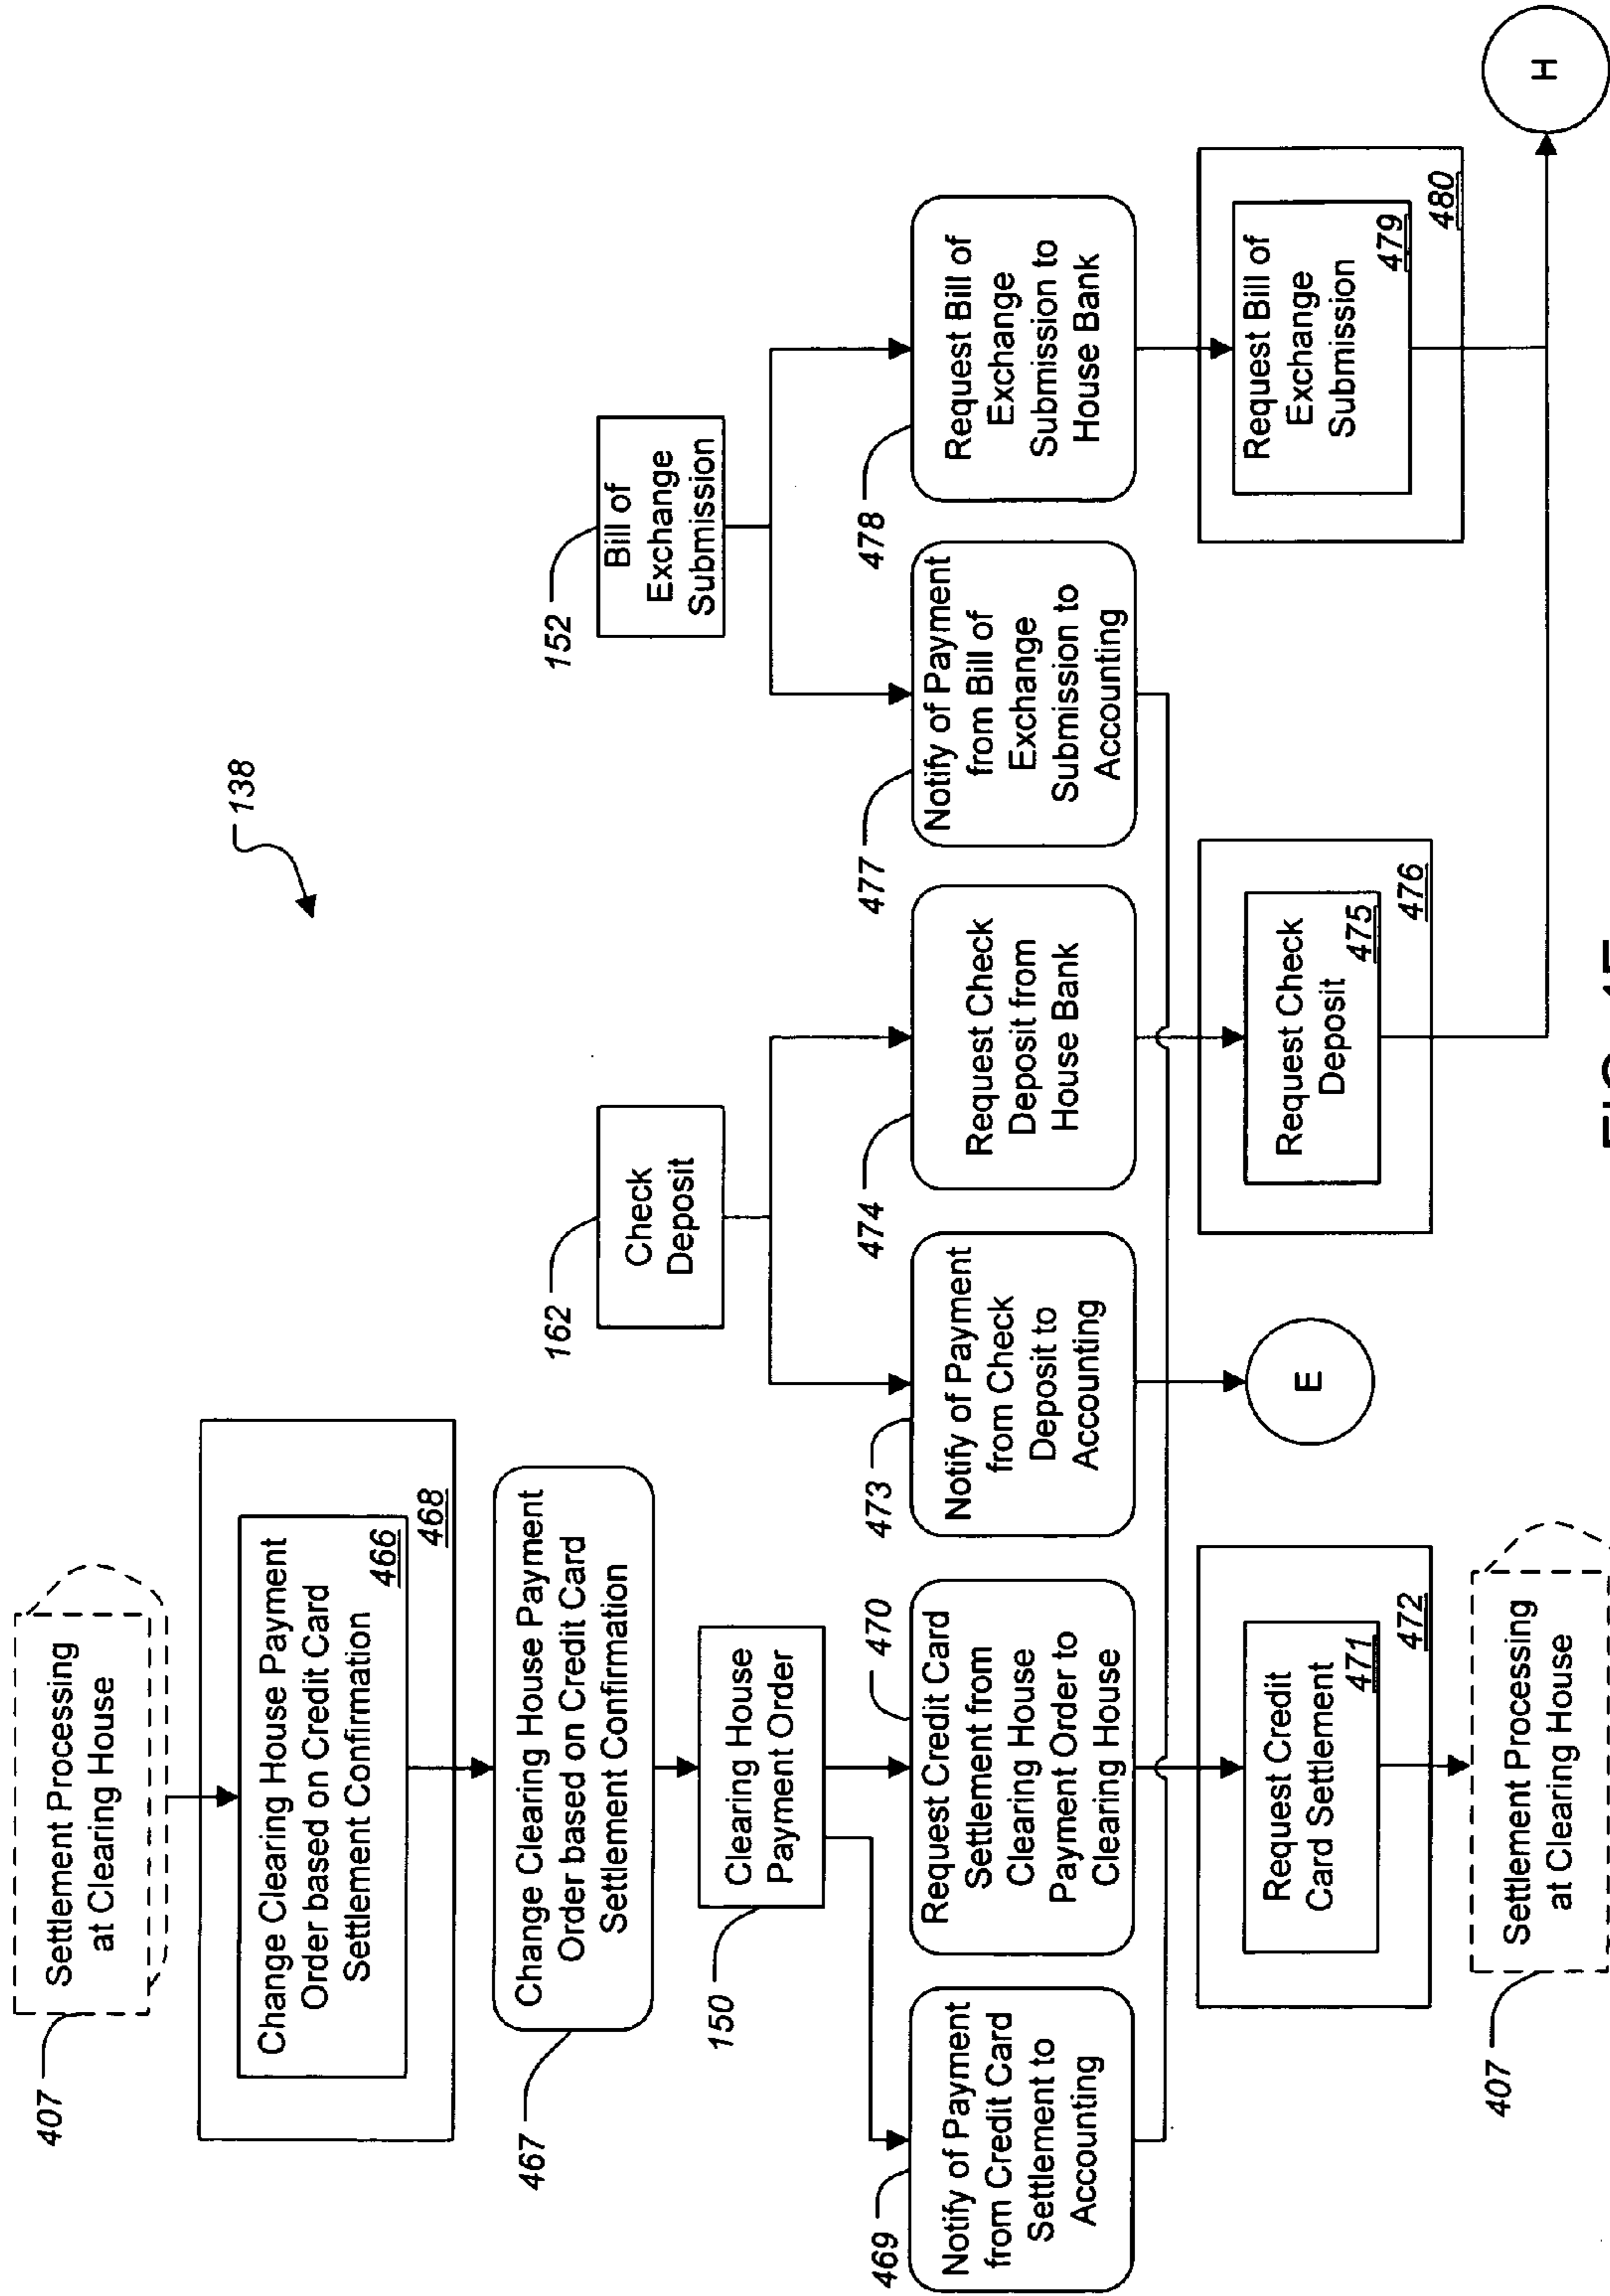 138
407
Settlement Processing
at Clearing House
Change Clearing House Payment
Order based on Credit Card
Settlement Confirmation
466
468
467
Change Clearing House Payment
Order based on Credit Card
Settlement Confirmation
150
Clearing House
Payment Order
162
Check
Deposit
152
Bill of
Exchange
Submission
469
Notify of Payment
from Credit Card
Settlement to
Accounting
470
Request Credit Card
Settlement from
Clearing House
Payment Order to
Clearing House
473
Notify of Payment
from Check
Deposit to
Accounting
474
Request Check
Deposit from
House Bank
477
Notify of Payment
from Bill of
Exchange
Submission to
Accounting
478
Request Bill of
Exchange
Submission to
House Bank
Request Credit
Card Settlement
471
472
E
Request Check
Deposit
475
476
Request Bill of
Exchange
Submission
479
480
407
Settlement Processing
at Clearing House
H